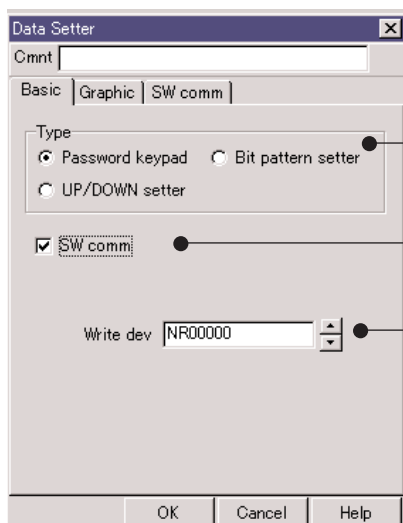 Data Setter
Cmnt
Basic Graphic SW comm
Type
Password keypad Bit pattern setter
UP/DOWN setter
SW comm
Write dev NR00000
OK Cancel Help